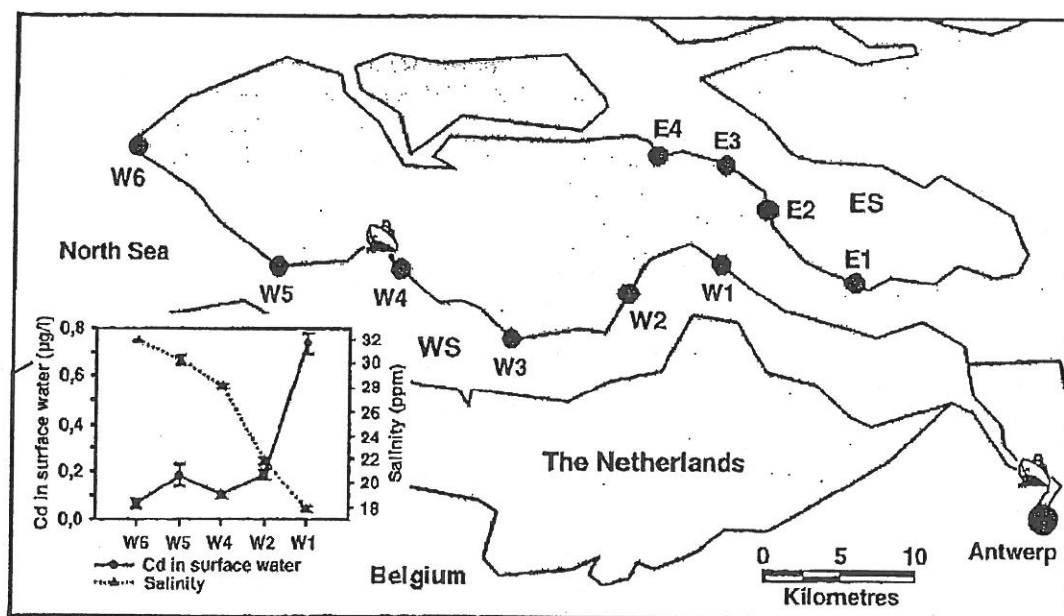 E4
E3
W6
E2
ES
North Sea
E1
W5
W4
W1
W2
WS
W3
Cd in surface water (µg/l)
0,8
0,6
0,4
0,2
0,0
32
30
28
26
24
22
20
18
Salinity (ppm)
W6 W5 W4 W2 W1
Cd in surface water
Salinity
The Netherlands
Belgium
Antwerp
0 5 10
Kilometres